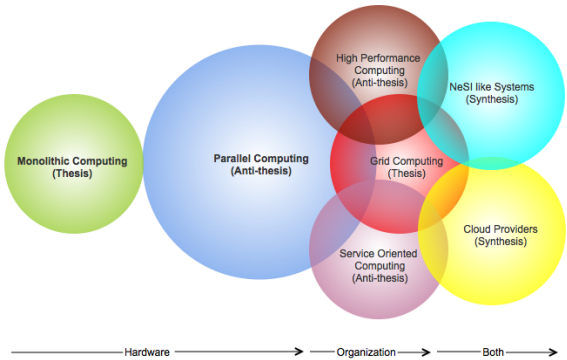 Monolithic Computing
(Thesis)
Parallel Computing
(Anti-thesis)
High Performance
Computing
(Anti-thesis)
Grid Computing
(Thesis)
Service Oriented
Computing
(Anti-thesis)
NeSI like Systems
(Synthesis)
Cloud Providers
(Synthesis)
Hardware
Organization
Both